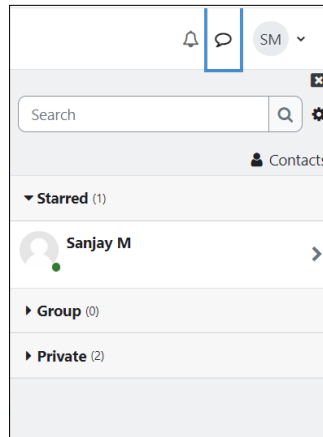 SM
Search
Contacts
Starred (1)
Sanjay M
Group (0)
Private (2)